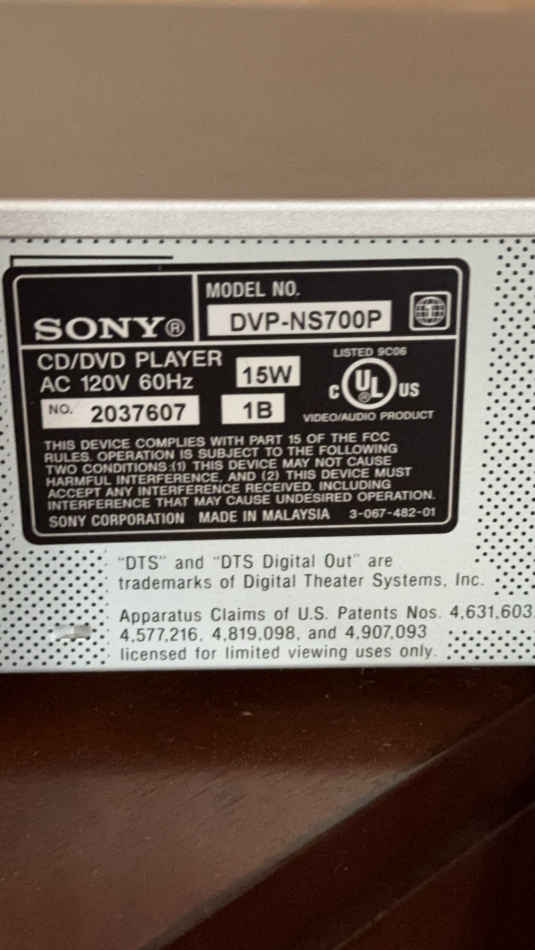 MODEL NO.
SONY® DVP-NS700P
CD/DVD PLAYER
AC 120V 60Hz 15W
LISTED 9C06
C UL® US
NO. 2037607 1B
VIDEO/AUDIO PRODUCT
THIS DEVICE COMPLIES WITH PART 15 OF THE FCC
RULES. OPERATION IS SUBJECT TO THE FOLLOWING
TWO CONDITIONS:(1) THIS DEVICE MAY NOT CAUSE
HARMFUL INTERFERENCE, AND (2) THIS DEVICE MUST
ACCEPT ANY INTERFERENCE RECEIVED, INCLUDING
INTERFERENCE THAT MAY CAUSE UNDESIRED OPERATION.
SONY CORPORATION MADE IN MALAYSIA 3-067-482-01
"DTS" and "DTS Digital Out" are
trademarks of Digital Theater Systems, Inc.
Apparatus Claims of U.S. Patents Nos. 4,631,603,
4,577,216, 4,819,098, and 4,907,093
licensed for limited viewing uses only.